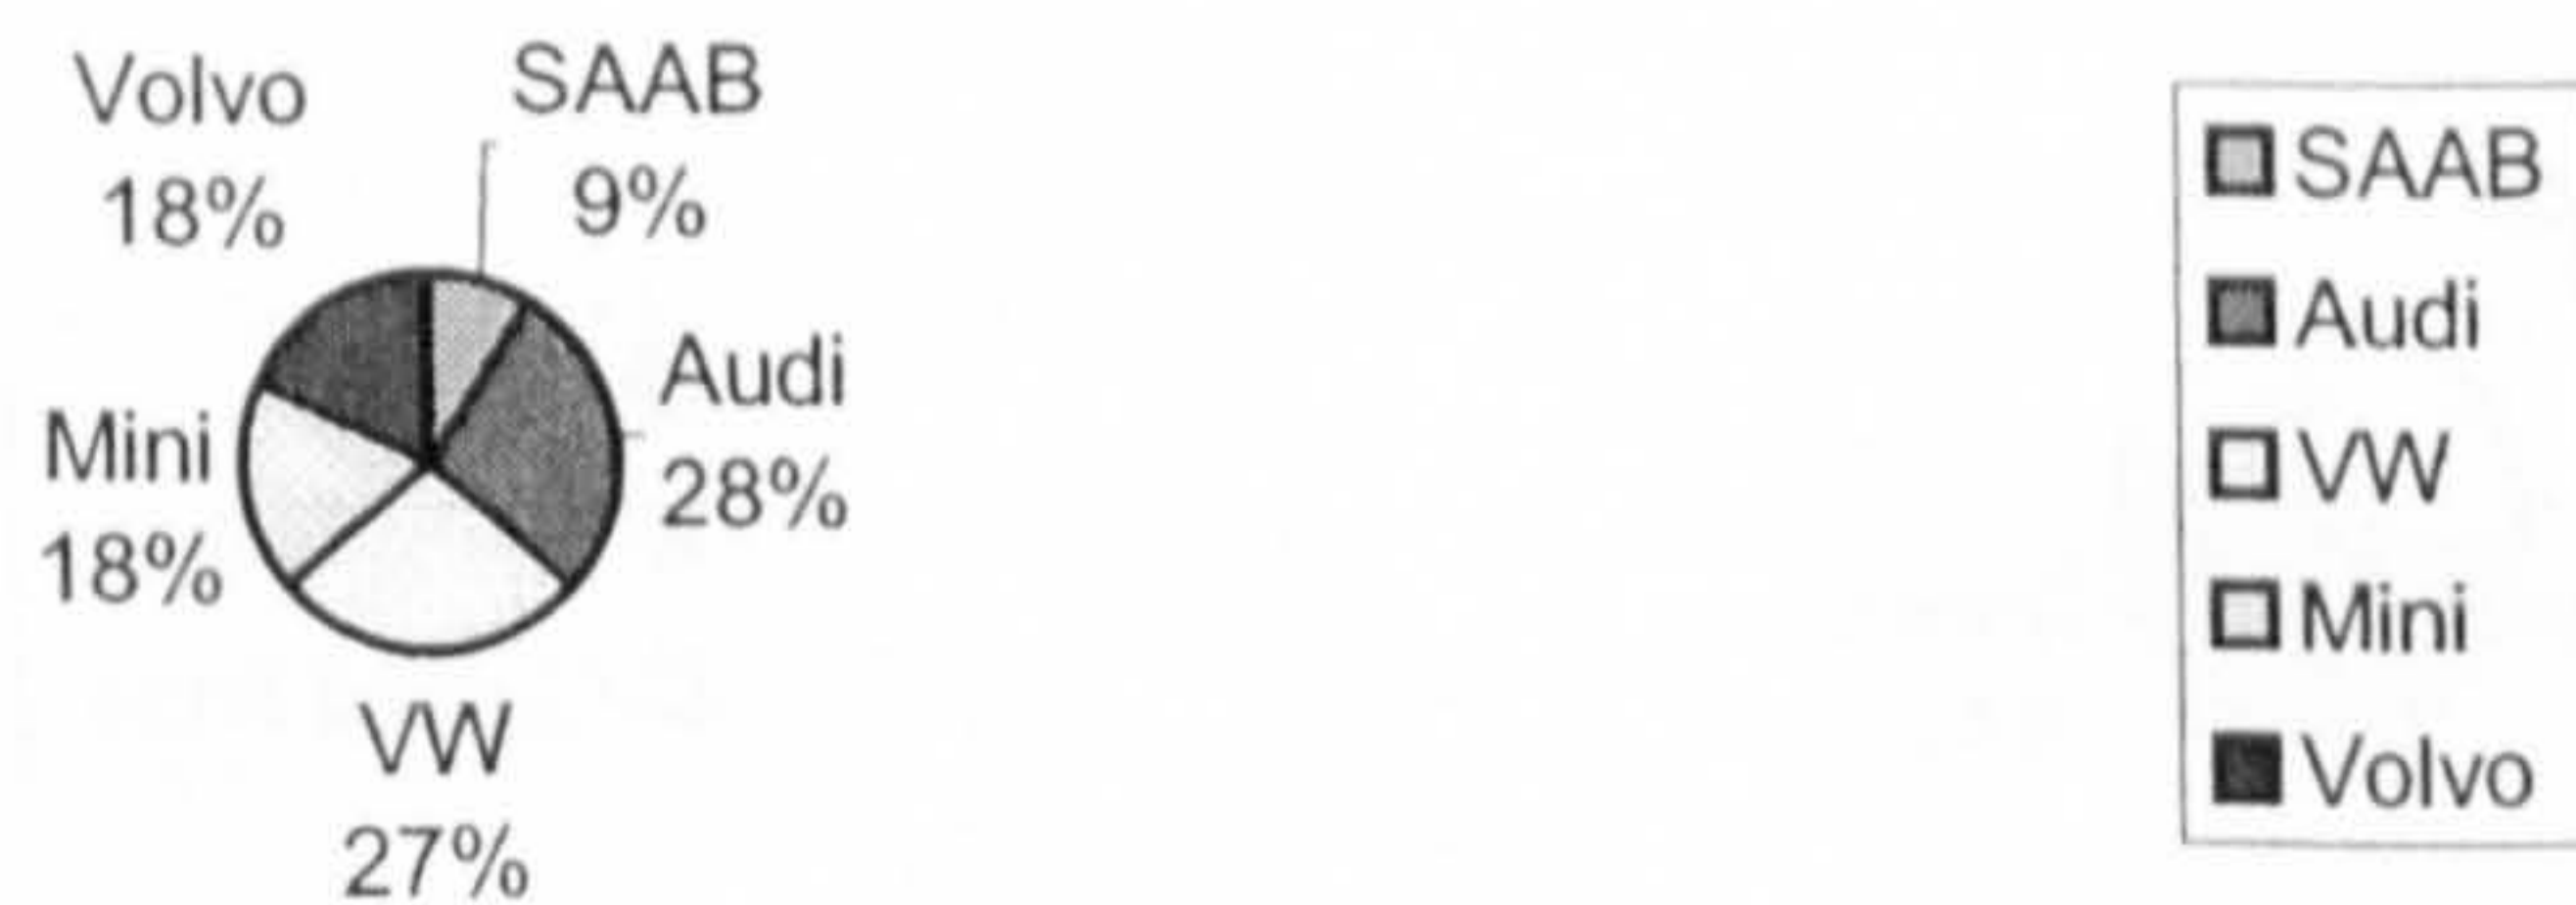 Volvo
18%
SAAB
9%
Audi
28%
Mini
18%
VW
27%
SAAB
Audi
VW
Mini
Volvo